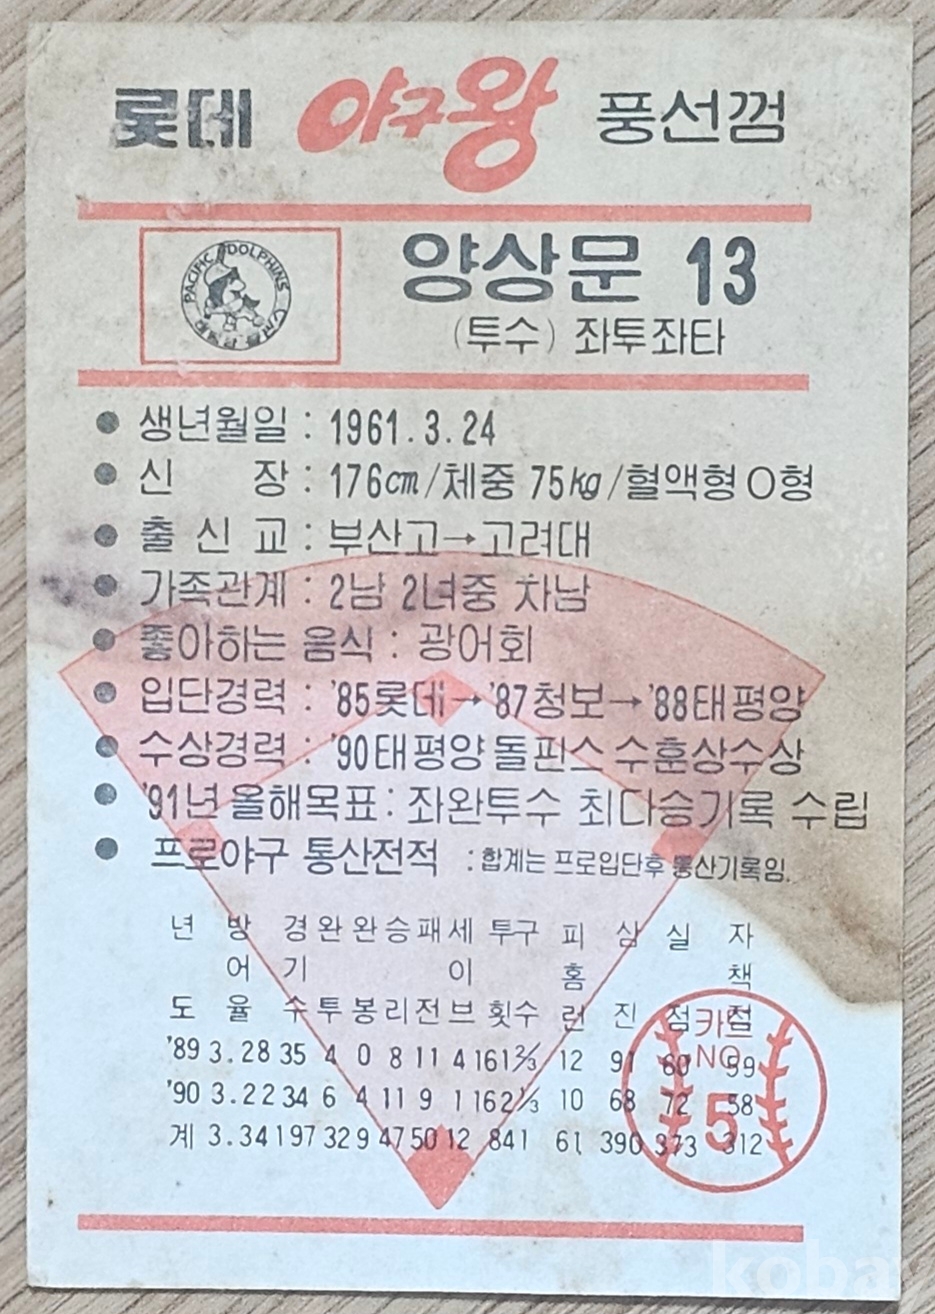 롯데 야구왕 풍선껌
PACIFIC DOLPHINS
양상문 13
(투수) 좌투좌타
● 생년월일 : 1961.3.24
● 신 장 : 176cm/체중 75kg/혈액형 O형
● 출 신 교 : 부산고→고려대
● 가족관계 : 2남 2녀중 차남
● 좋아하는 음식 : 광어회
● 입단경력 : '85롯데→'87청보→'88태평양
● 수상경력 : '90태평양 돌핀스 수훈상수상
● '91년 올해목표 : 좌완투수 최다승기록 수립
● 프로야구 통산전적 : 합계는 프로입단후 통산기록임.
년 방 경 완 완 승 패 세 투구 피 삼 실 자
어 기 이 홈 책
도 율 수 투 봉 리 전 브 횟수 런 진 점 점
'89 3.28 35 4 0 8 11 4 161⅔ 12 91 60 59
'90 3.22 34 6 4 11 9 1 162⅓ 10 68 72 58
계 3.34 197 32 9 47 50 12 841 61 390 373 312
카드
NO.
5
koba